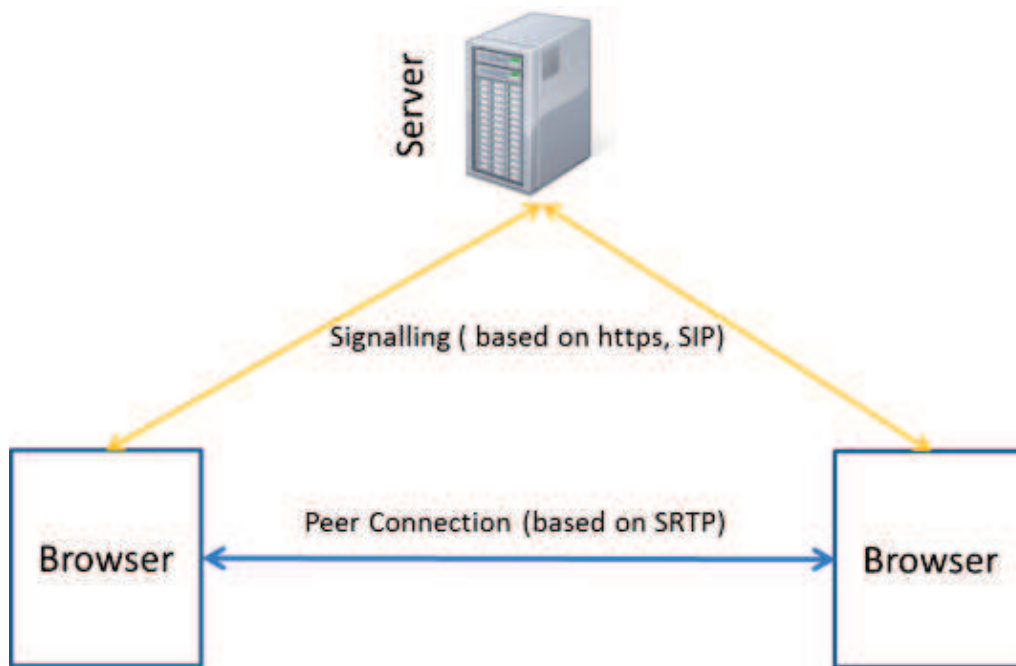 Server
Signalling ( based on https, SIP)
Peer Connection (based on SRTP)
Browser
Browser